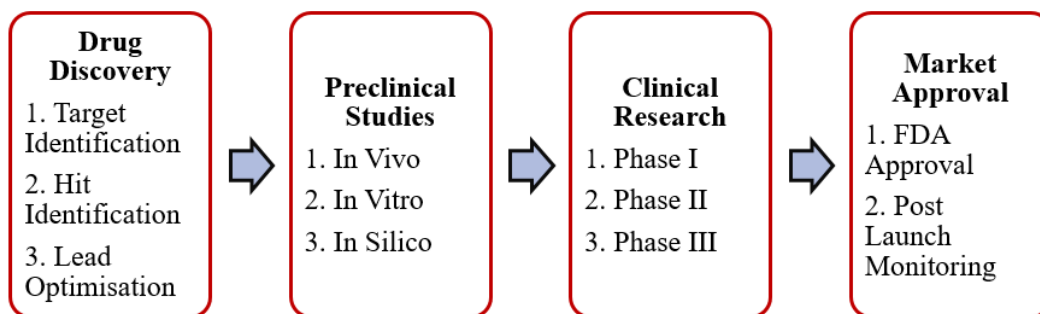 Drug
Discovery
1. Target
Identification
2. Hit
Identification
3. Lead
Optimisation
Preclinical
Studies
1. In Vivo
2. In Vitro
3. In Silico
Clinical
Research
1. Phase I
2. Phase II
3. Phase III
Market
Approval
1. FDA
Approval
2. Post
Launch
Monitoring